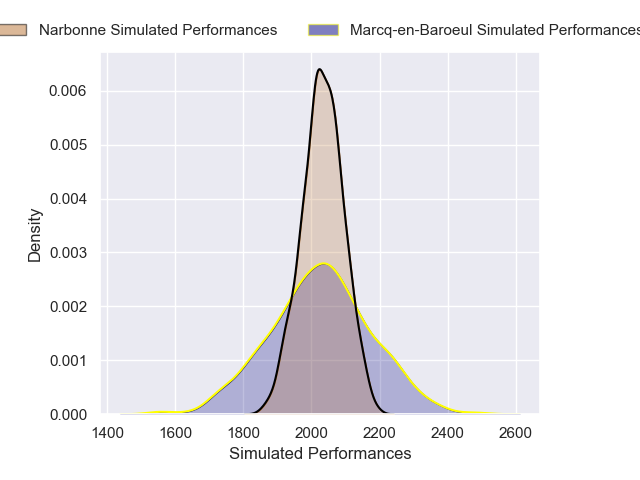 Narbonne Simulated Performances
Marcq-en-Baroeul Simulated Performances
0.006
0.005
0.004
0.003
0.002
0.001
0.000
Density
1400 1600 1800 2000 2200 2400 2600
Simulated Performances